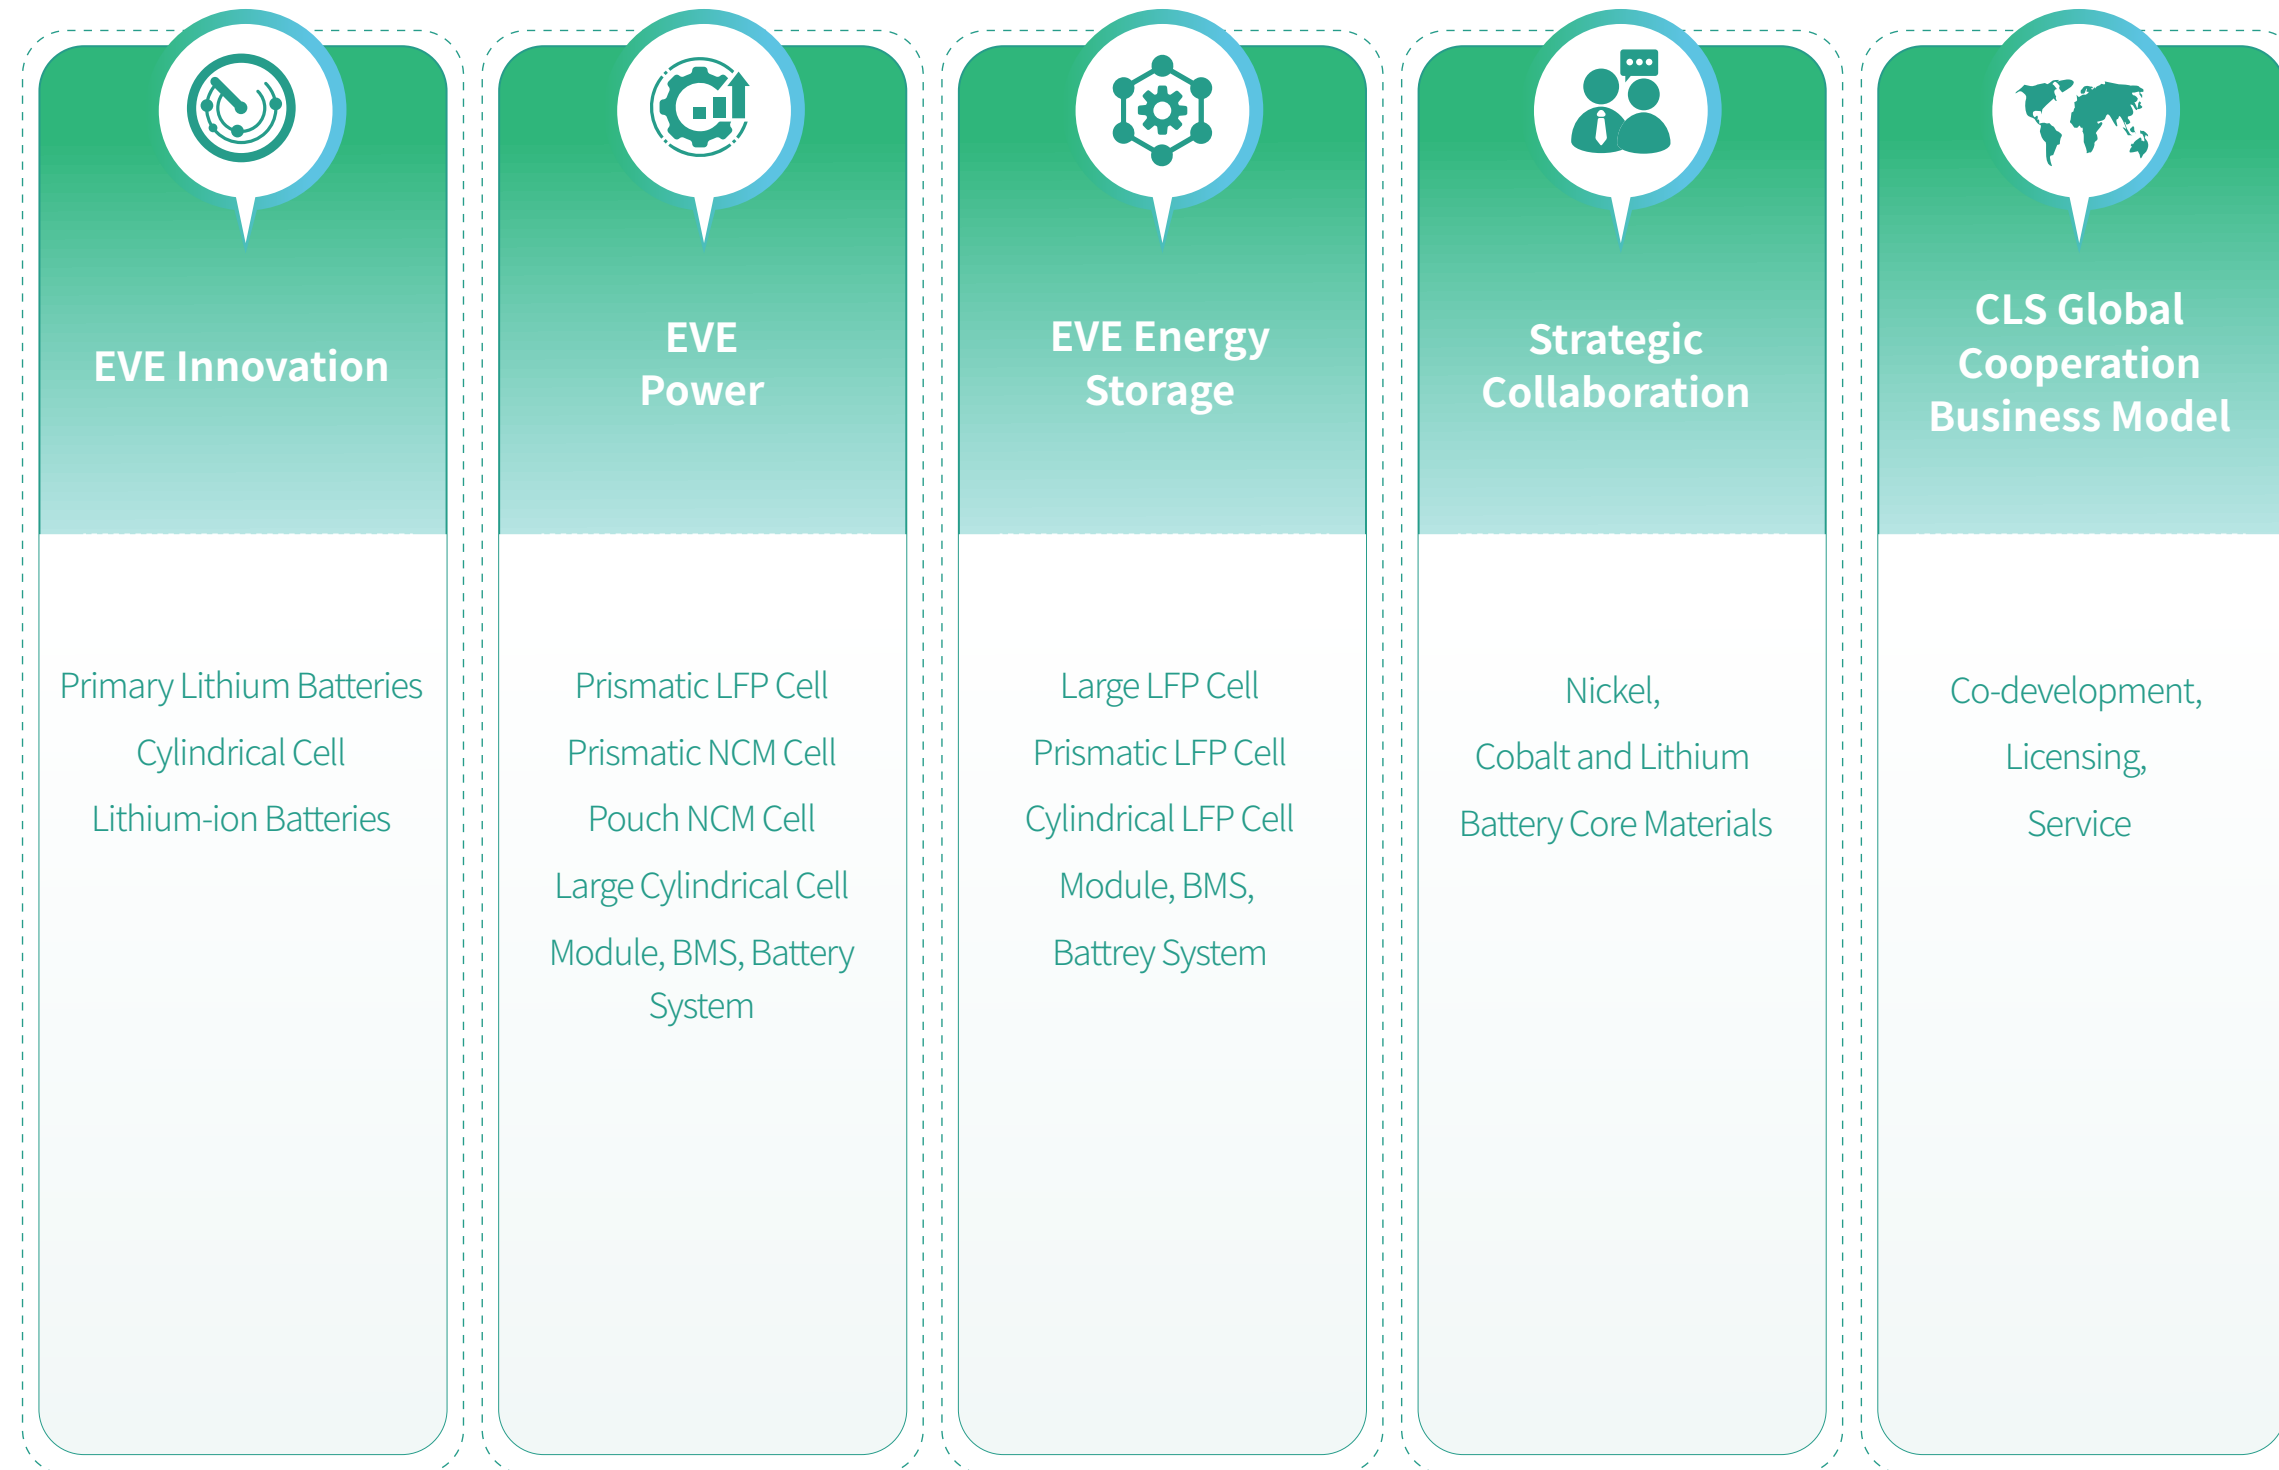 EVE Innovation
Primary Lithium Batteries
Cylindrical Cell
Lithium-ion Batteries
EVE
Power
Prismatic LFP Cell
Prismatic NCM Cell
Pouch NCM Cell
Large Cylindrical Cell
Module, BMS, Battery
System
EVE Energy
Storage
Large LFP Cell
Prismatic LFP Cell
Cylindrical LFP Cell
Module, BMS,
Battrey System
Strategic
Collaboration
Nickel,
Cobalt and Lithium
Battery Core Materials
CLS Global
Cooperation
Business Model
Co-development,
Licensing,
Service